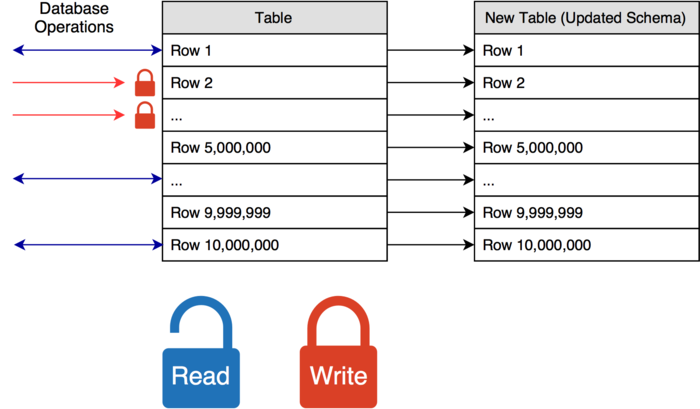 Database
Operations
Table
New Table (Updated Schema)
Row 1
Row 1
Row 2
Row 2
...
...
Row 5,000,000
Row 5,000,000
...
...
Row 9,999,999
Row 9,999,999
Row 10,000,000
Row 10,000,000
Read
Write